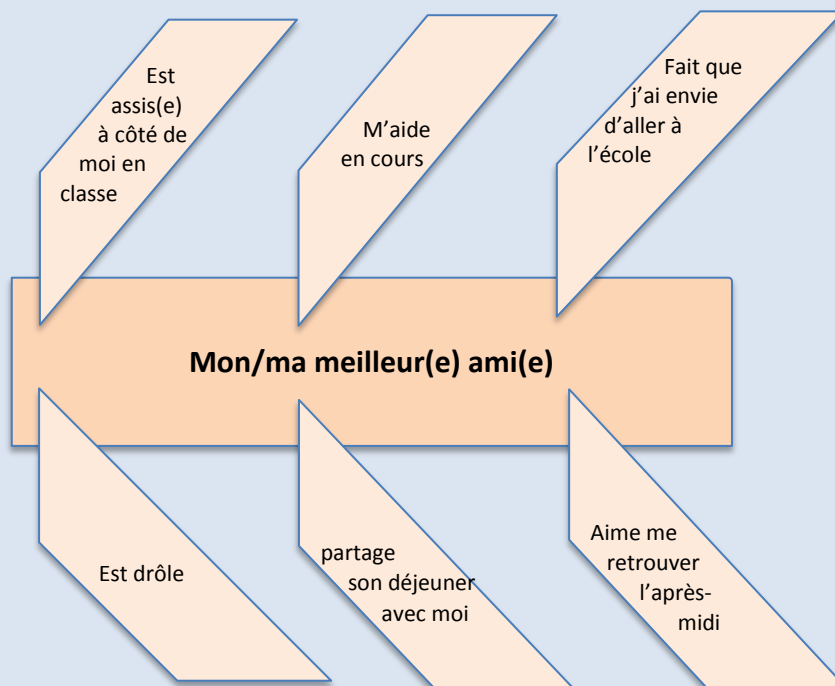 Est
assis(e)
à côté de
moi en
classe
M’aide
en cours
Fait que
j’ai envie
d’aller à
l’école
Mon/ma meilleur(e) ami(e)
Est drôle
partage
son déjeuner
avec moi
Aime me
retrouver
l’après-
midi